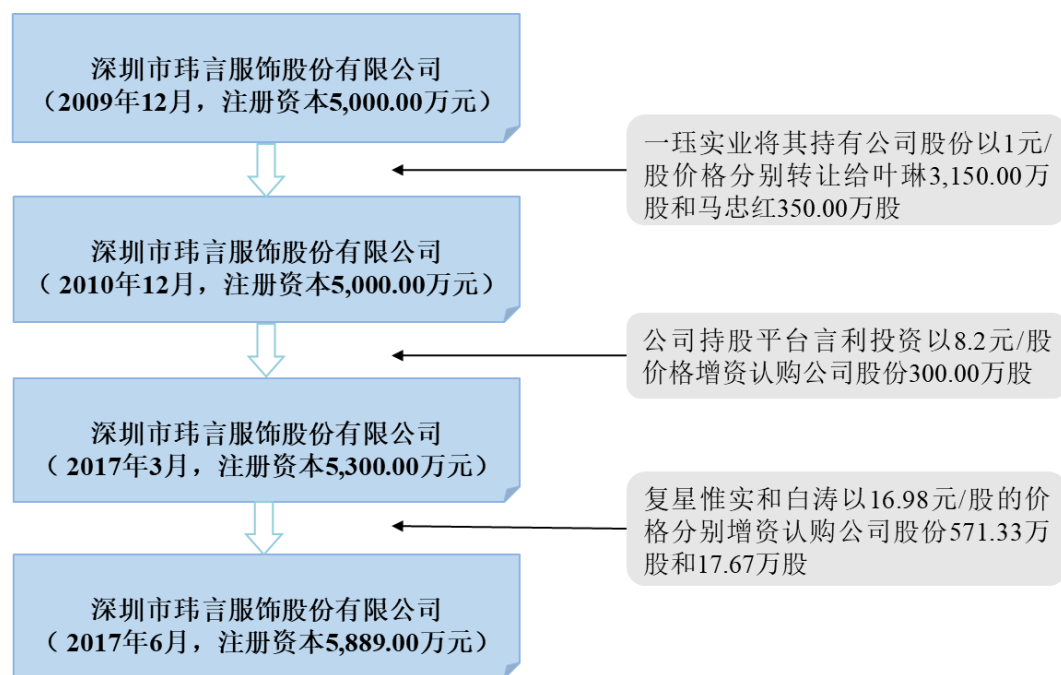 深圳市玮言服饰股份有限公司
（2009年12月，注册资本5,000.00万元）
一珏实业将其持有公司股份以1元/
股价格分别转让给叶琳3,150.00万
股和马忠红350.00万股
深圳市玮言服饰股份有限公司
（ 2010年12月，注册资本5,000.00万元）
公司持股平台言利投资以8.2元/股
价格增资认购公司股份300.00万股
深圳市玮言服饰股份有限公司
（ 2017年3月，注册资本5,300.00万元）
复星惟实和白涛以16.98元/股的价
格分别增资认购公司股份571.33万
股和17.67万股
深圳市玮言服饰股份有限公司
（ 2017年6月，注册资本5,889.00万元）